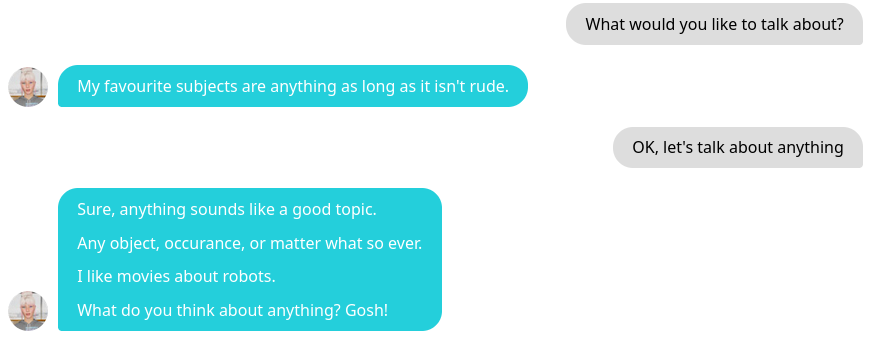 What would you like to talk about?
My favourite subjects are anything as long as it isn't rude.
OK, let's talk about anything
Sure, anything sounds like a good topic.
Any object, occurance, or matter what so ever.
I like movies about robots.
What do you think about anything? Gosh!